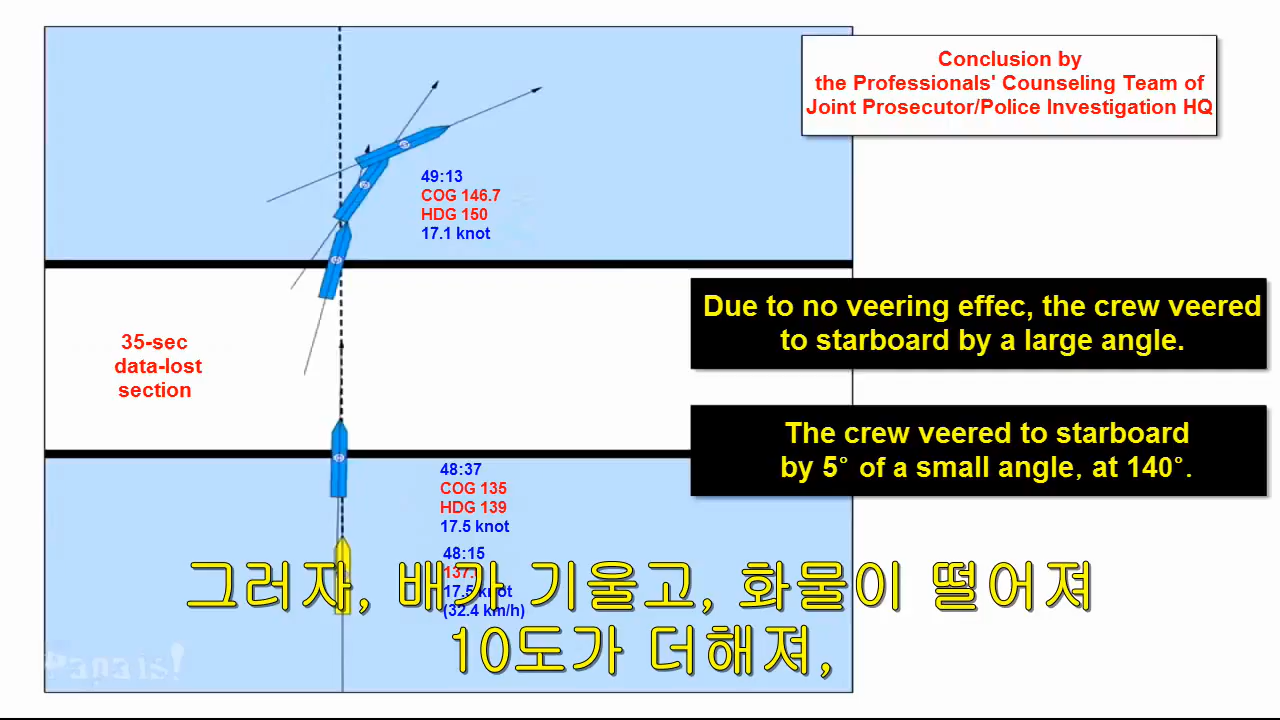 Conclusion by
the Professionals' Counseling Team of
Joint Prosecutor/Police Investigation HQ
49:13
COG 146.7
HDG 150
17.1 knot
Due to no veering effec, the crew veered
to starboard by a large angle.
35-sec
data-lost
section
The crew veered to starboard
by 5° of a small angle, at 140°.
48:37
COG 135
HDG 139
17.5 knot
48:15
137.
17.5 knot
(32.4 km/h)
그러자, 배가 기울고, 화물이 떨어져
10도가 더해져,